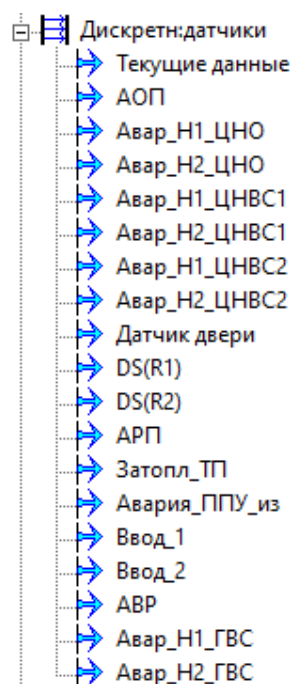 Дискретн:датчики
Текущие данные
АОП
Авар_Н1_ЦНО
Авар_Н2_ЦНО
Авар_Н1_ЦНВС1
Авар_Н2_ЦНВС1
Авар_Н1_ЦНВС2
Авар_Н2_ЦНВС2
Датчик двери
DS(R1)
DS(R2)
АРП
Затопл_ТП
Авария_ППУ_из
Ввод_1
Ввод_2
АВР
Авар_Н1_ГВС
Авар_Н2_ГВС